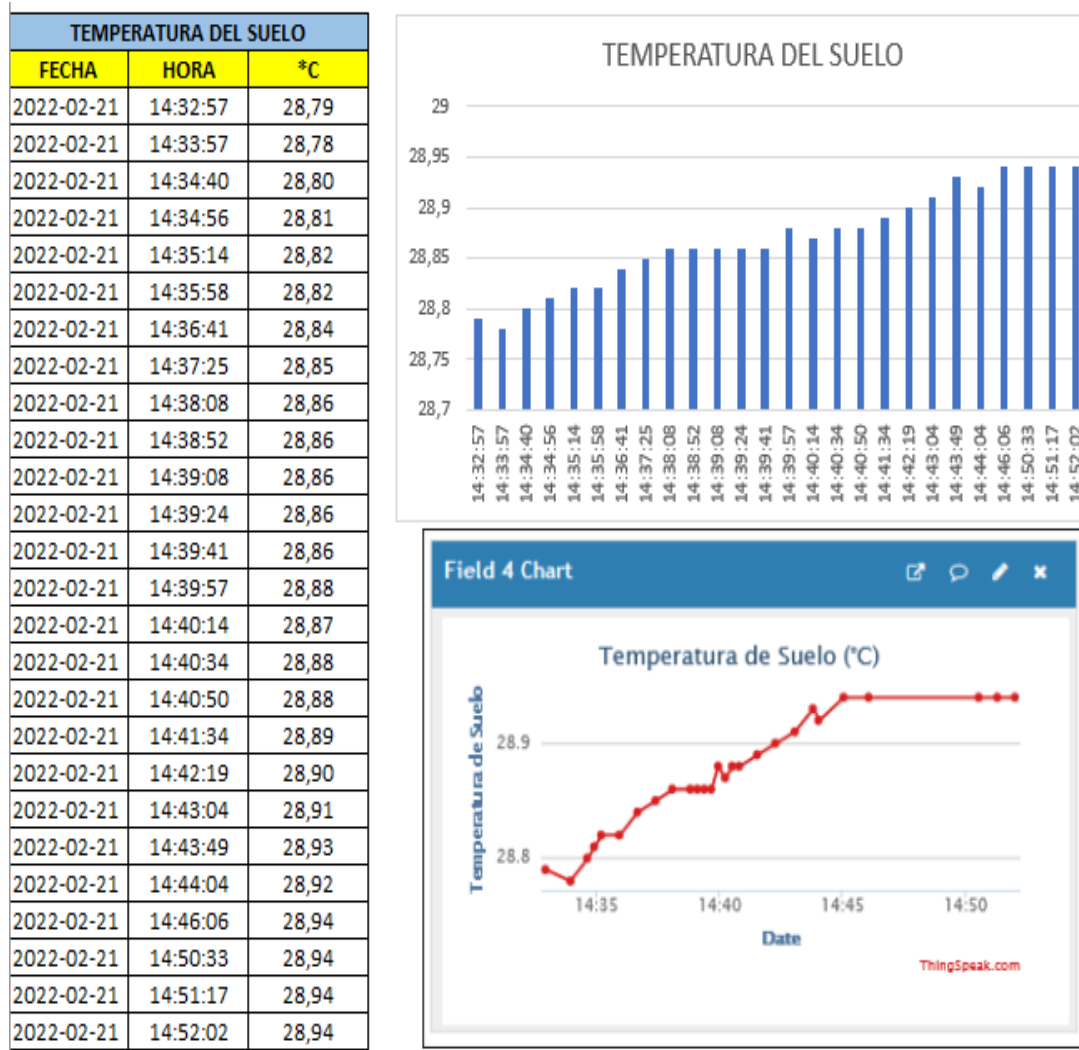 TEMPERATURA DEL SUELO
FECHA HORA *C
2022-02-21 14:32:57 28,79
2022-02-21 14:33:57 28,78
2022-02-21 14:34:40 28,80
2022-02-21 14:34:56 28,81
2022-02-21 14:35:14 28,82
2022-02-21 14:35:58 28,82
2022-02-21 14:36:41 28,84
2022-02-21 14:37:25 28,85
2022-02-21 14:38:08 28,86
2022-02-21 14:38:52 28,86
2022-02-21 14:39:08 28,86
2022-02-21 14:39:24 28,86
2022-02-21 14:39:41 28,86
2022-02-21 14:39:57 28,88
2022-02-21 14:40:14 28,87
2022-02-21 14:40:34 28,88
2022-02-21 14:40:50 28,88
2022-02-21 14:41:34 28,89
2022-02-21 14:42:19 28,90
2022-02-21 14:43:04 28,91
2022-02-21 14:43:49 28,93
2022-02-21 14:44:04 28,92
2022-02-21 14:46:06 28,94
2022-02-21 14:50:33 28,94
2022-02-21 14:51:17 28,94
2022-02-21 14:52:02 28,94
TEMPERATURA DEL SUELO
29
28,95
28,9
28,85
28,8
28,75
28,7
14:32:57
14:33:57
14:34:40
14:34:56
14:35:14
14:35:58
14:36:41
14:37:25
14:38:08
14:38:52
14:39:08
14:39:24
14:39:41
14:39:57
14:40:14
14:40:34
14:40:50
14:41:34
14:42:19
14:43:04
14:43:49
14:44:04
14:46:06
14:50:33
14:51:17
14:52:02
Field 4 Chart
Temperatura de Suelo (°C)
Temperatura de Suelo
28.9
28.8
14:35 14:40 14:45 14:50
Date
ThingSpeak.com